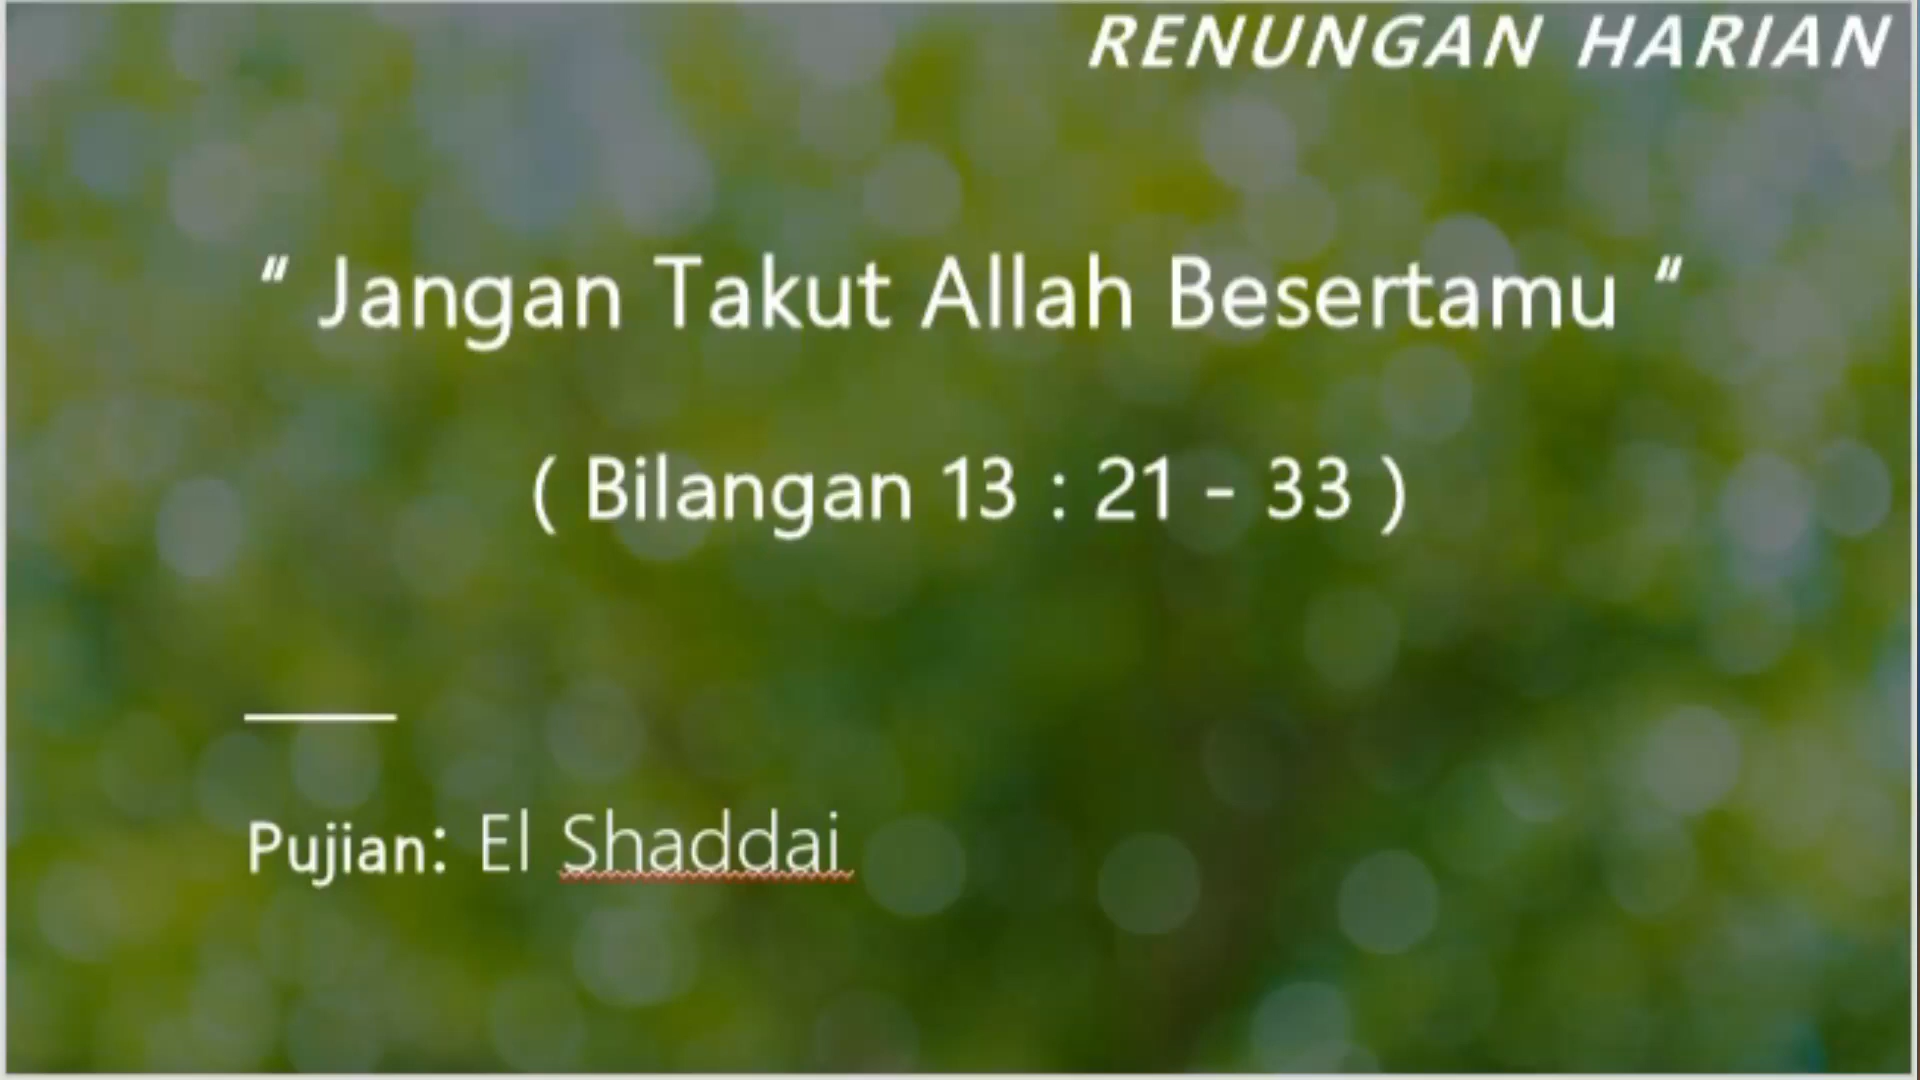 RENUNGAN HARIAN
“ Jangan Takut Allah Besertamu “
( Bilangan 13 : 21 - 33 )
Pujian: El Shaddai